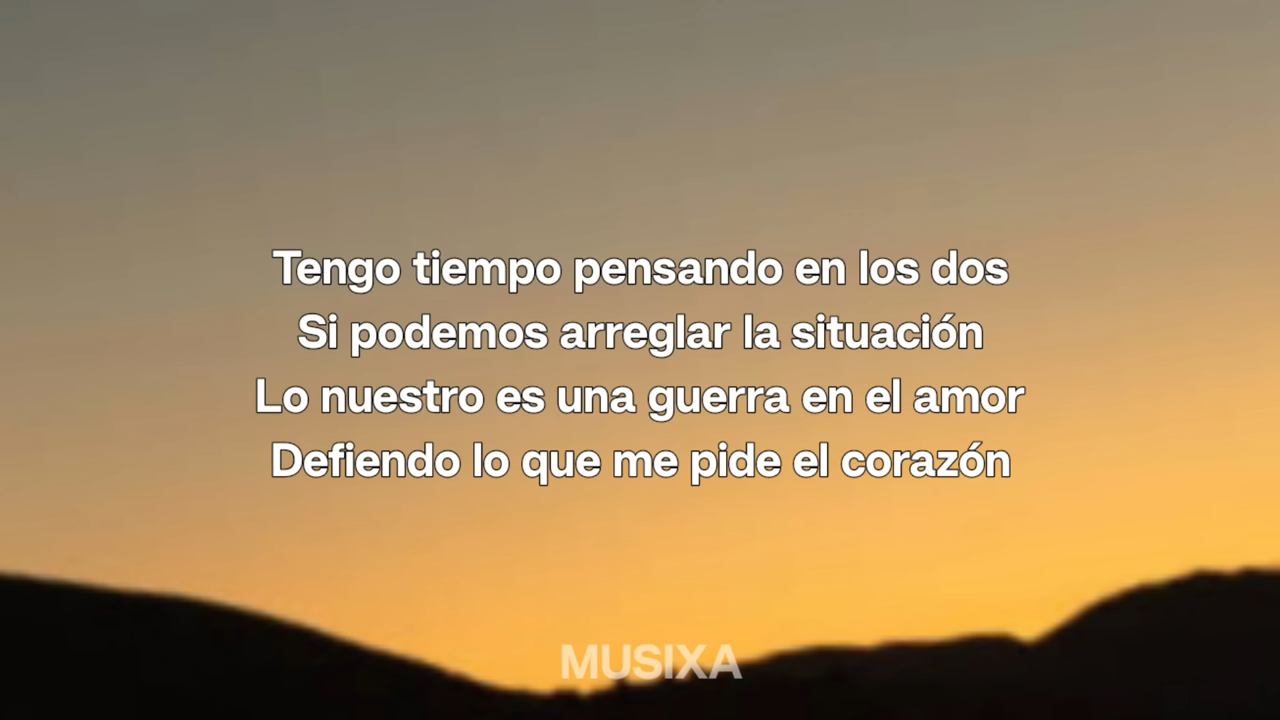 Tengo tiempo pensando en los dos
Si podemos arreglar la situación
Lo nuestro es una guerra en el amor
Defiendo lo que me pide el corazón
MUSIXA